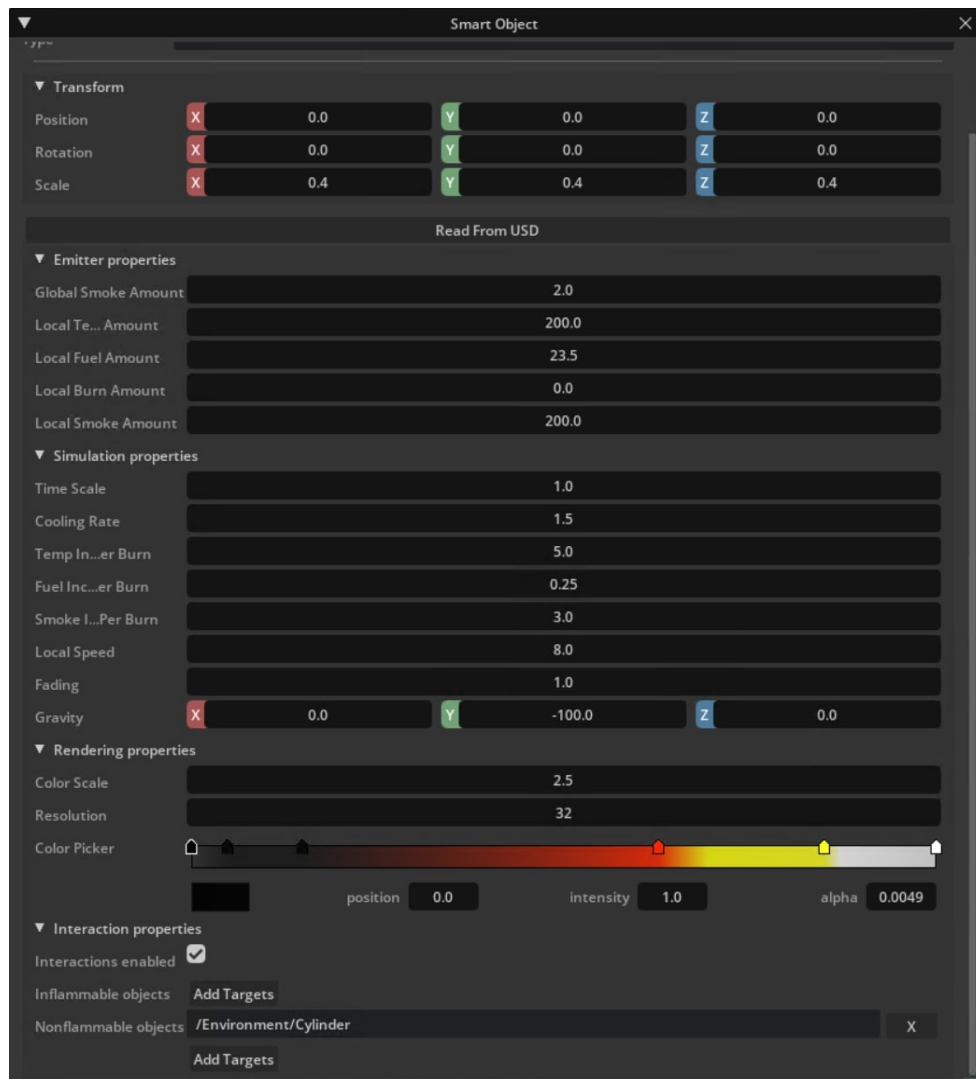 Smart Object
Type
Transform
Position X 0.0 Y 0.0 Z 0.0
Rotation X 0.0 Y 0.0 Z 0.0
Scale X 0.4 Y 0.4 Z 0.4
Read From USD
Emitter properties
Global Smoke Amount 2.0
Local Te... Amount 200.0
Local Fuel Amount 23.5
Local Burn Amount 0.0
Local Smoke Amount 200.0
Simulation properties
Time Scale 1.0
Cooling Rate 1.5
Temp In...er Burn 5.0
Fuel Inc...er Burn 0.25
Smoke I...Per Burn 3.0
Local Speed 8.0
Fading 1.0
Gravity X 0.0 Y -100.0 Z 0.0
Rendering properties
Color Scale 2.5
Resolution 32
Color Picker
position 0.0 intensity 1.0 alpha 0.0049
Interaction properties
Interactions enabled
Inflammable objects Add Targets
Nonflammable objects /Environment/Cylinder X
Add Targets